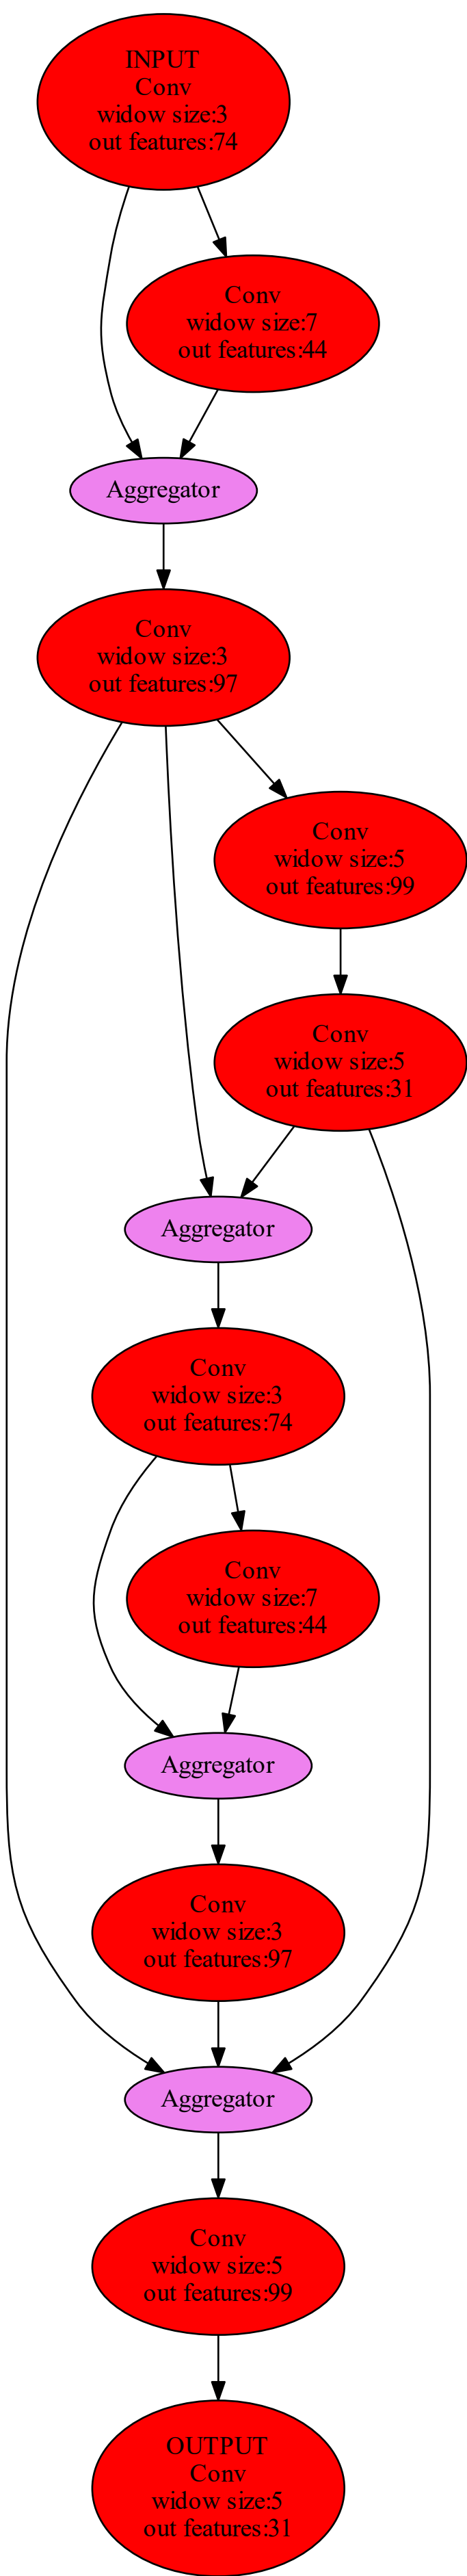 INPUT
Conv
widow size:3
out features:74
Conv
widow size:7
out features:44
Aggregator
Conv
widow size:3
out features:97
Conv
widow size:5
out features:99
Conv
widow size:5
out features:31
Aggregator
Conv
widow size:3
out features:74
Conv
widow size:7
out features:44
Aggregator
Conv
widow size:3
out features:97
Aggregator
Conv
widow size:5
out features:99
OUTPUT
Conv
widow size:5
out features:31